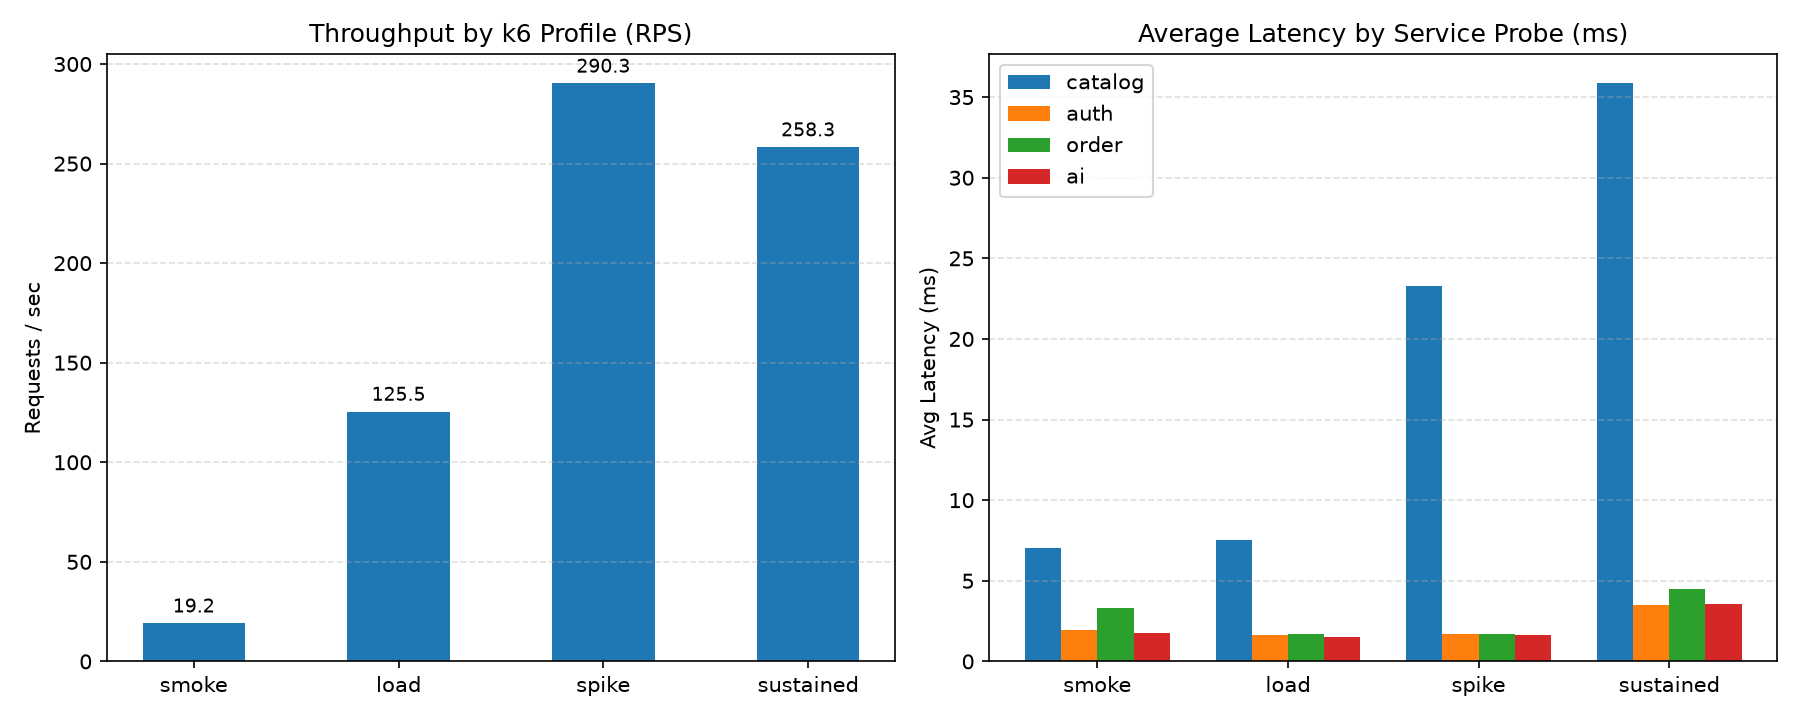 Throughput by k6 Profile (RPS)
Requests / sec
300
250
200
150
100
50
0
19.2
125.5
290.3
258.3
smoke
load
spike
sustained
Average Latency by Service Probe (ms)
Avg Latency (ms)
35
30
25
20
15
10
5
0
catalog
auth
order
ai
smoke
load
spike
sustained